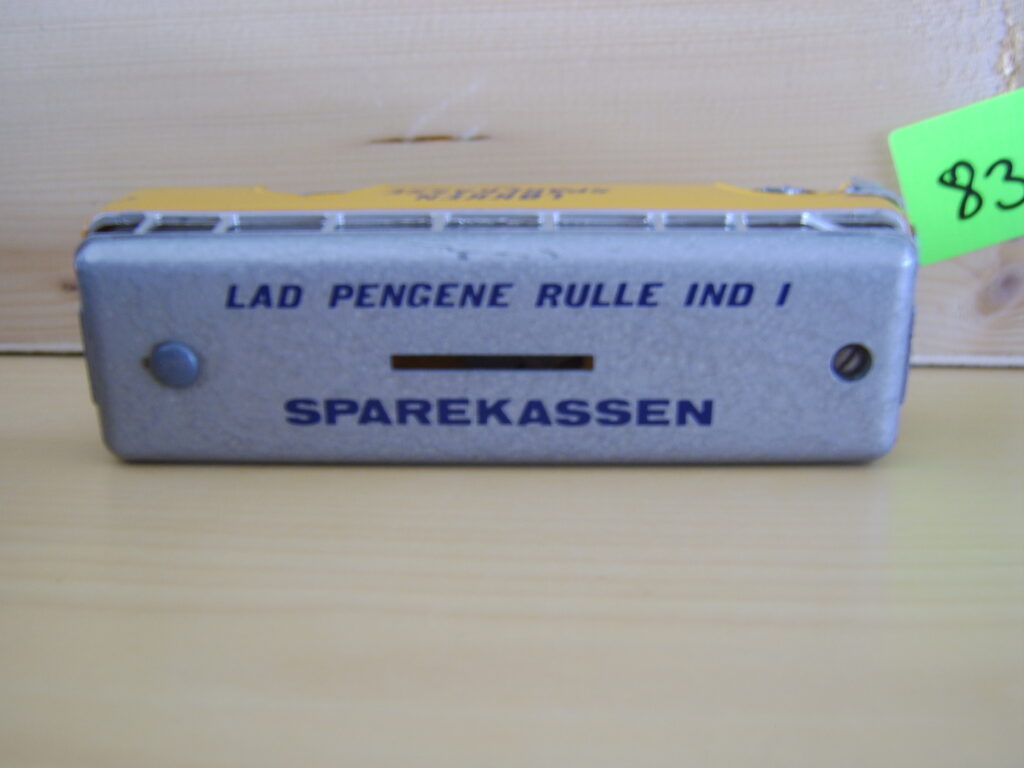 LAD PENGENE RULLE IND I
SPAREKASSEN
83